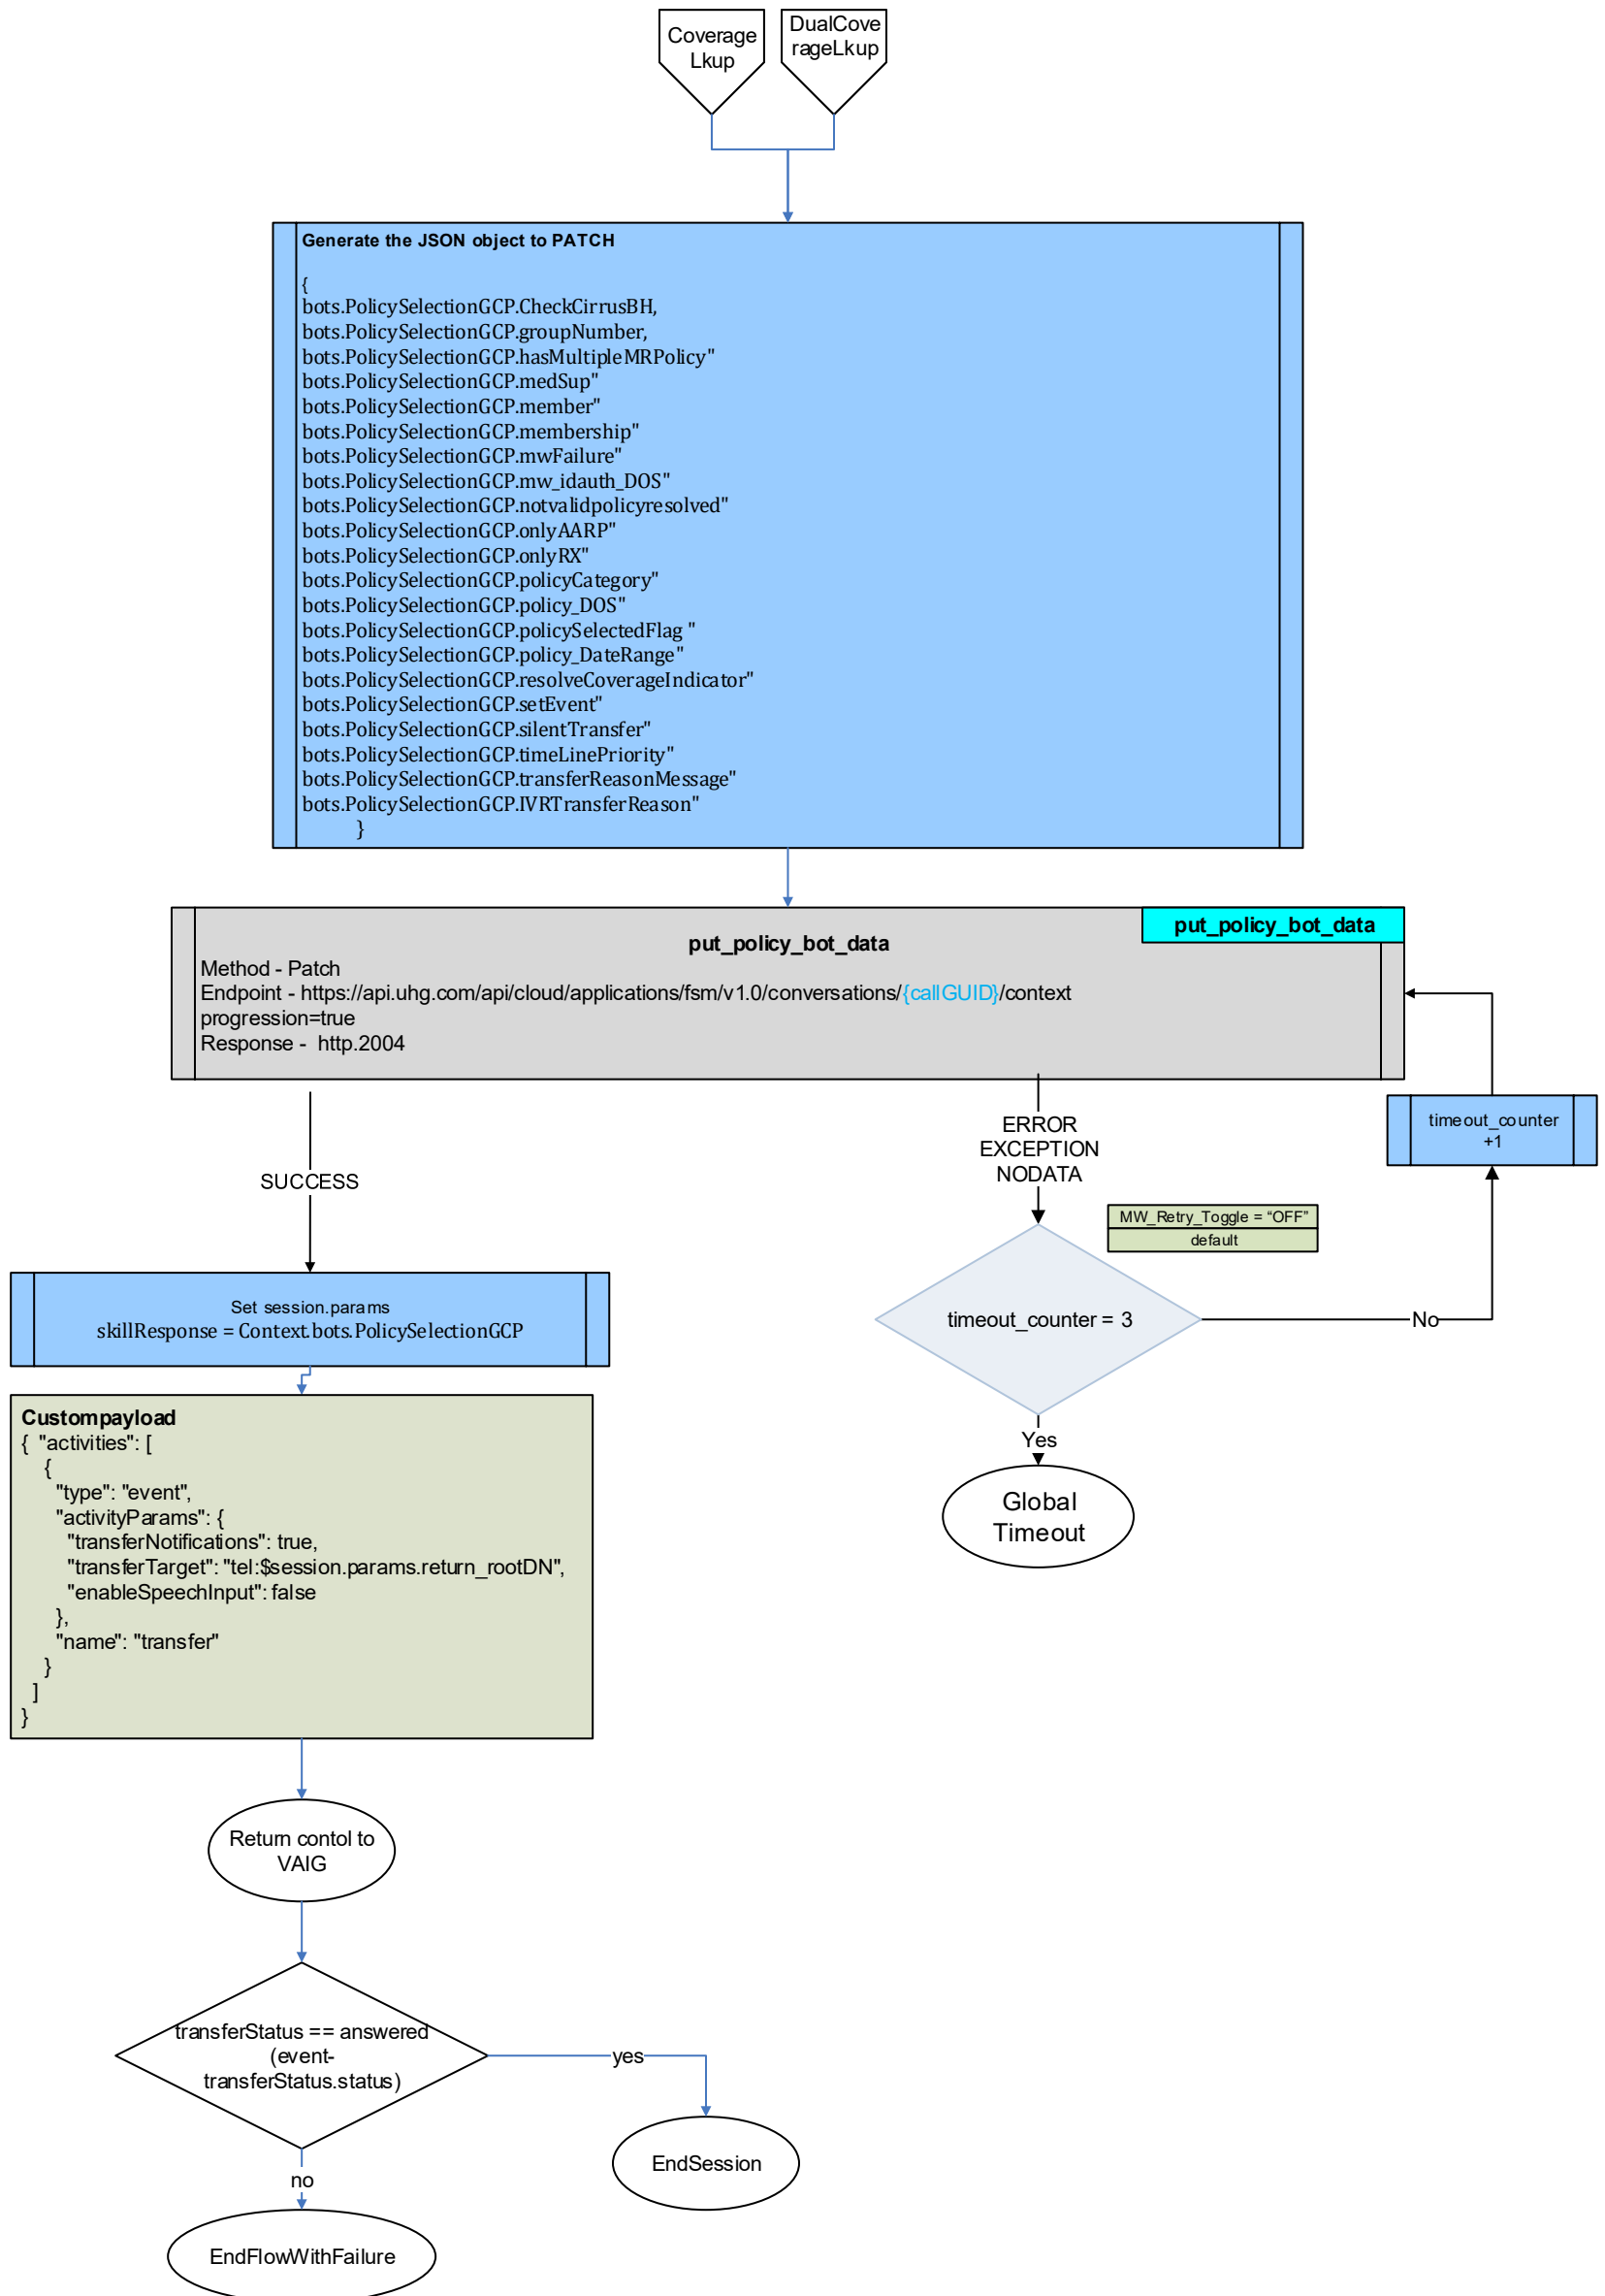 Coverage
Lkup
DualCove
rageLkup
Generate the JSON object to PATCH
{
bots.PolicySelectionGCP.CheckCirrusBH,
bots.PolicySelectionGCP.groupNumber,
bots.PolicySelectionGCP.hasMultipleMRPolicy"
bots.PolicySelectionGCP.medSup"
bots.PolicySelectionGCP.member"
bots.PolicySelectionGCP.membership"
bots.PolicySelectionGCP.mwFailure"
bots.PolicySelectionGCP.mw_idauth_DOS"
bots.PolicySelectionGCP.notvalidpolicyresolved"
bots.PolicySelectionGCP.onlyAARP"
bots.PolicySelectionGCP.onlyRX"
bots.PolicySelectionGCP.policyCategory"
bots.PolicySelectionGCP.policy_DOS"
bots.PolicySelectionGCP.policySelectedFlag "
bots.PolicySelectionGCP.policy_DateRange"
bots.PolicySelectionGCP.resolveCoverageIndicator"
bots.PolicySelectionGCP.setEvent"
bots.PolicySelectionGCP.silentTransfer"
bots.PolicySelectionGCP.timeLinePriority"
bots.PolicySelectionGCP.transferReasonMessage"
bots.PolicySelectionGCP.IVRTransferReason"
}
put_policy_bot_data
put_policy_bot_data
Method - Patch
Endpoint - https://api.uhg.com/api/cloud/applications/fsm/v1.0/conversations/{callGUID}/context
progression=true
Response -  http.2004
SUCCESS
ERROR
EXCEPTION
NODATA
timeout_counter
+1
MW_Retry_Toggle = “OFF”
default
timeout_counter = 3
No
Yes
Global
Timeout
Set session.params
skillResponse = Context.bots.PolicySelectionGCP
Custompayload
{  "activities": [
{
"type": "event",
"activityParams": {
"transferNotifications": true,
"transferTarget": "tel:$session.params.return_rootDN",
"enableSpeechInput": false
},
"name": "transfer"
}
]
}
Return contol to
VAIG
transferStatus == answered
(event-
transferStatus.status)
yes
EndSession
no
EndFlowWithFailure